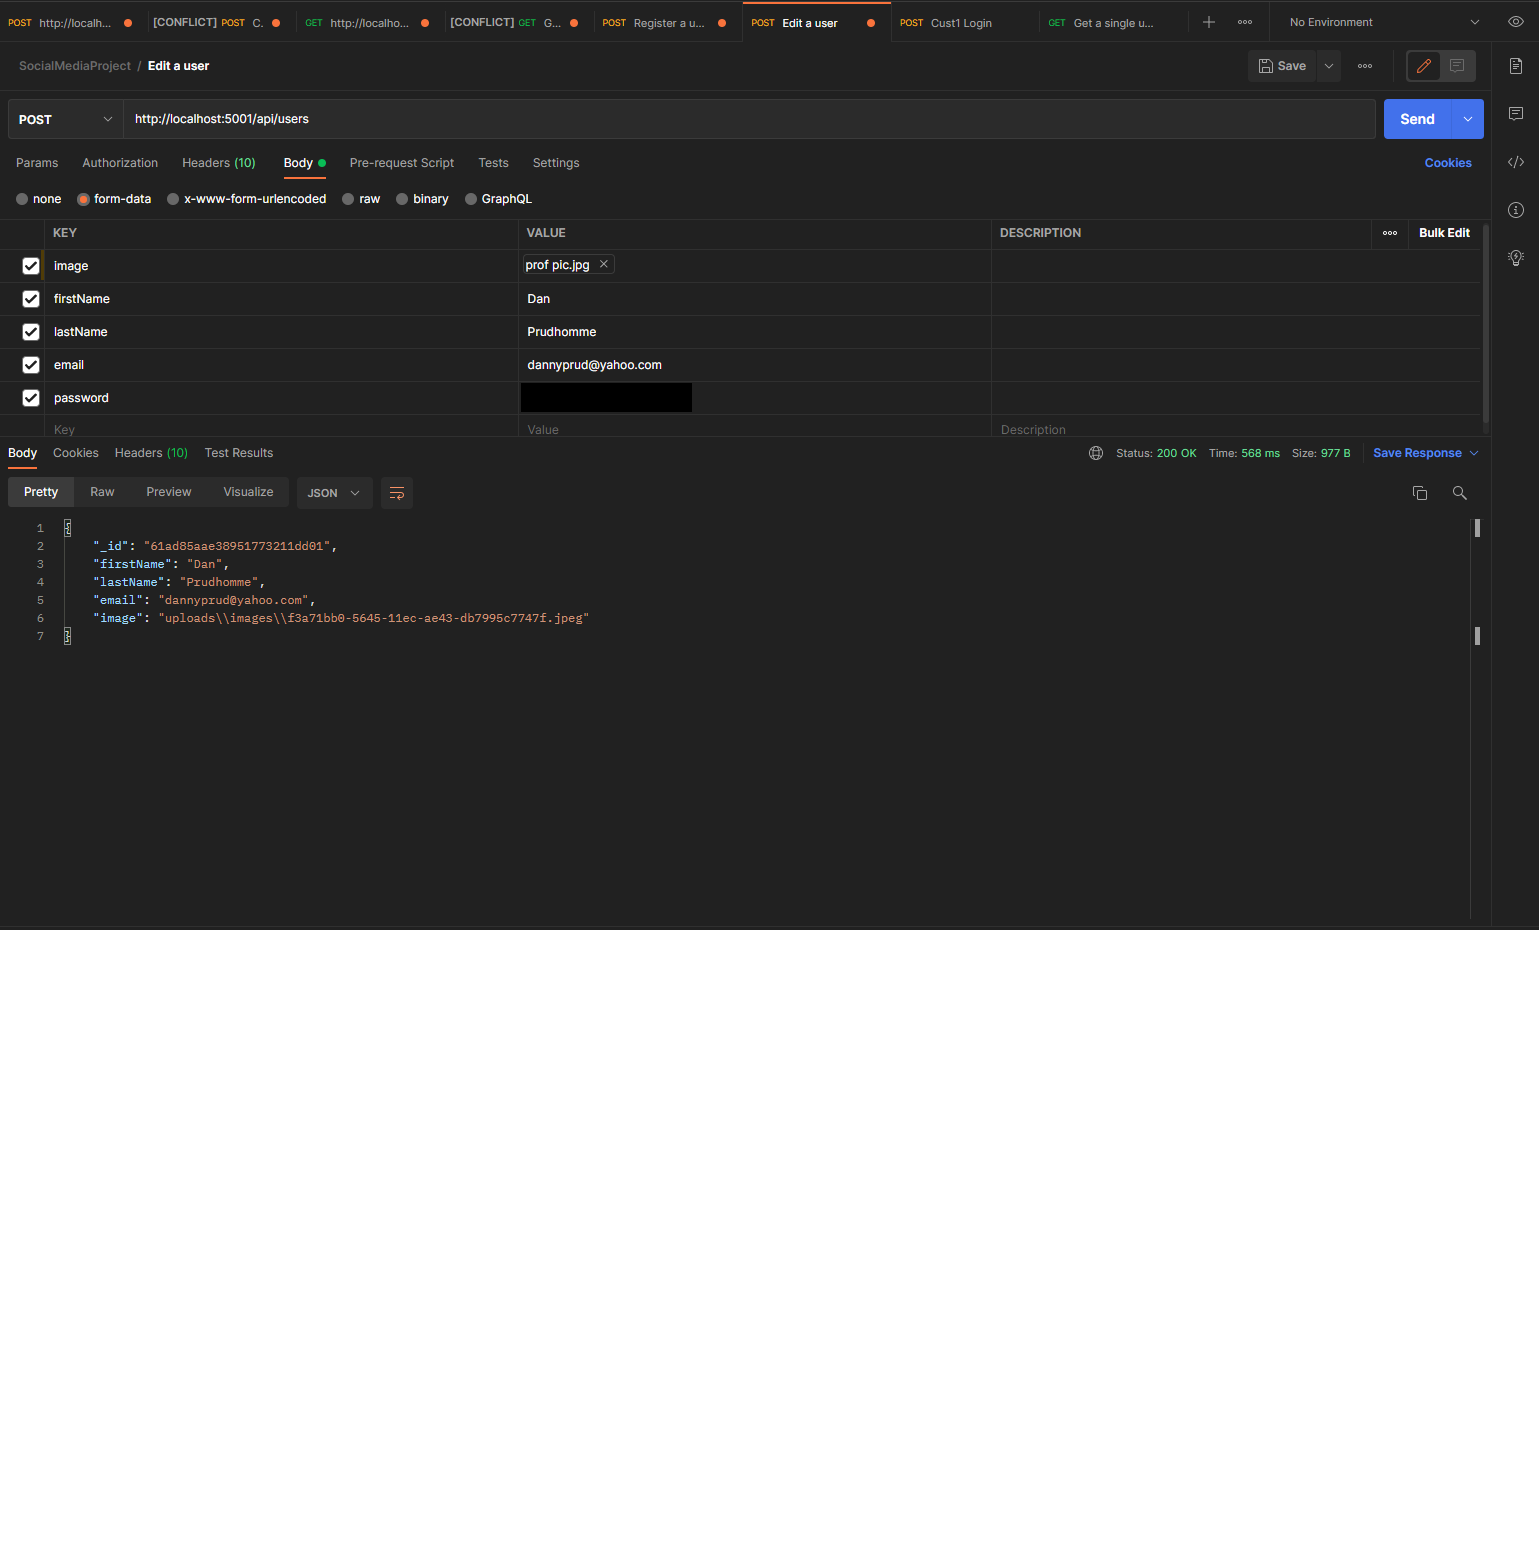 POST http://localh... [CONFLICT] POST C. GET http://localho... [CONFLICT] GET G... POST Register a u... POST Edit a user POST Cust1 Login GET Get a single u... No Environment
SocialMediaProject / Edit a user Save
POST http://localhost:5001/api/users Send
Params Authorization Headers (10) Body Pre-request Script Tests Settings Cookies
none form-data x-www-form-urlencoded raw binary GraphQL
KEY VALUE DESCRIPTION Bulk Edit
image prof pic.jpg
firstName Dan
lastName Prudhomme
email dannyprud@yahoo.com
password
Key Value Description
Body Cookies Headers (10) Test Results Status: 200 OK Time: 568 ms Size: 977 B Save Response
Pretty Raw Preview Visualize JSON
1 {
2 "_id": "61ad85aae38951773211dd01",
3 "firstName": "Dan",
4 "lastName": "Prudhomme",
5 "email": "dannyprud@yahoo.com",
6 "image": "uploads\\images\\f3a71bb0-5645-11ec-ae43-db7995c7747f.jpeg"
7 }